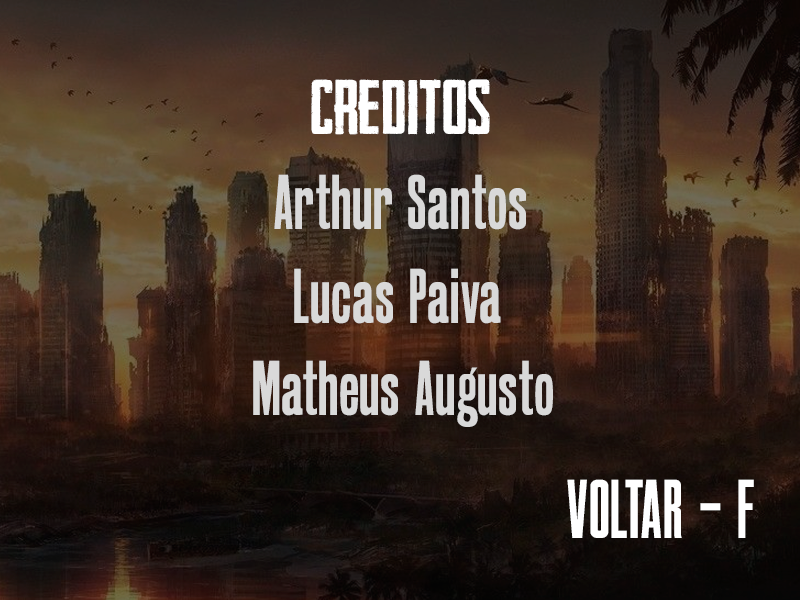 CREDITOS
Arthur Santos
Lucas Paiva
Matheus Augusto
VOLTAR - F